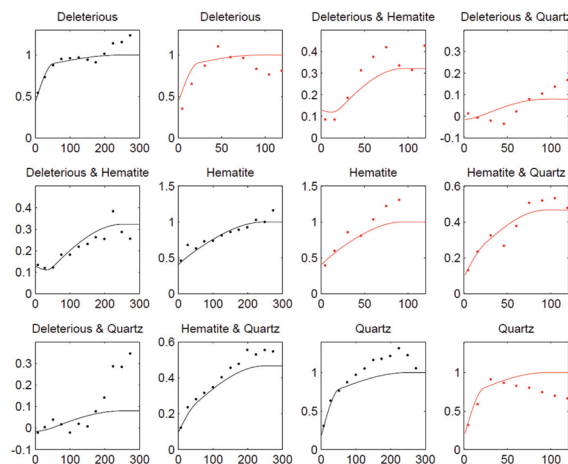 Deleterious Deleterious Deleterious & Hematite Deleterious & Quartz
1 1 0.4 0.3
0.3 0.2
0.5 0.5 0.2 0.1
0.1 0
0 0 0 -0.1
0 100 200 300 0 50 100 0 50 100 0 50 100
Deleterious & Hematite Hematite Hematite Hematite & Quartz
0.4 1.5 1.5 0.6
0.3 1 1 0.4
0.2
0.1 0.5 0.5 0.2
0 0 0 0
0 100 200 300 0 100 200 300 0 50 100 0 50 100
Deleterious & Quartz Hematite & Quartz Quartz Quartz
0.3 0.6
0.2 0.4 1 1
0.1 0.5 0.5
0 0.2
-0.1 0 0 0
0 100 200 300 0 100 200 300 0 100 200 300 0 50 100